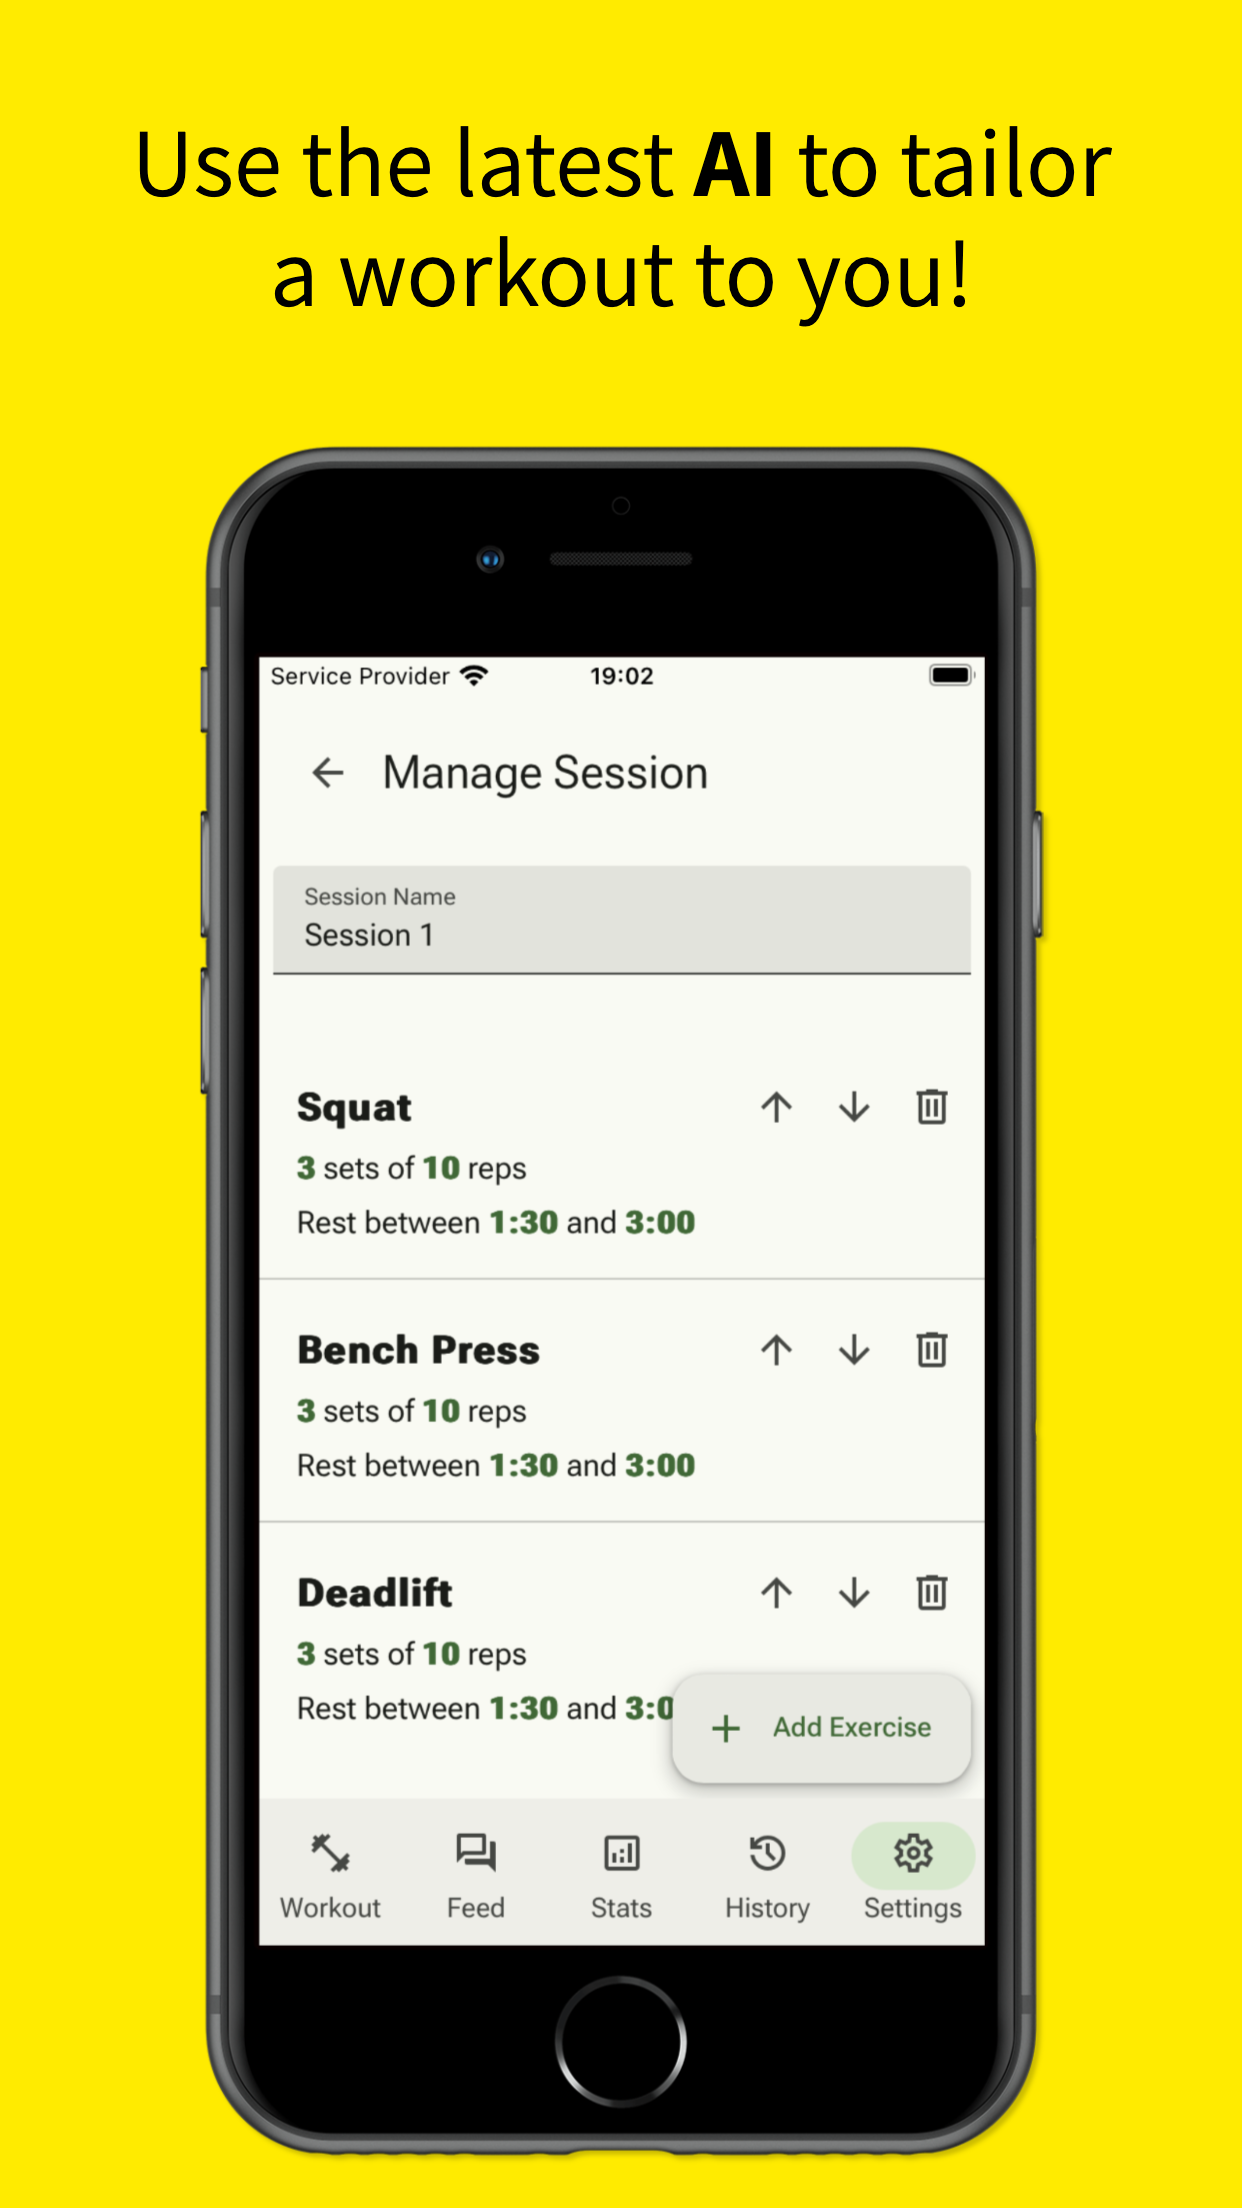 Use the latest AI to tailor
a workout to you!
Service Provider 19:02
Manage Session
Session Name
Session 1
Squat
3 sets of 10 reps
Rest between 1:30 and 3:00
Bench Press
3 sets of 10 reps
Rest between 1:30 and 3:00
Deadlift
3 sets of 10 reps
Rest between 1:30 and 3:0
Add Exercise
Workout Feed Stats History Settings